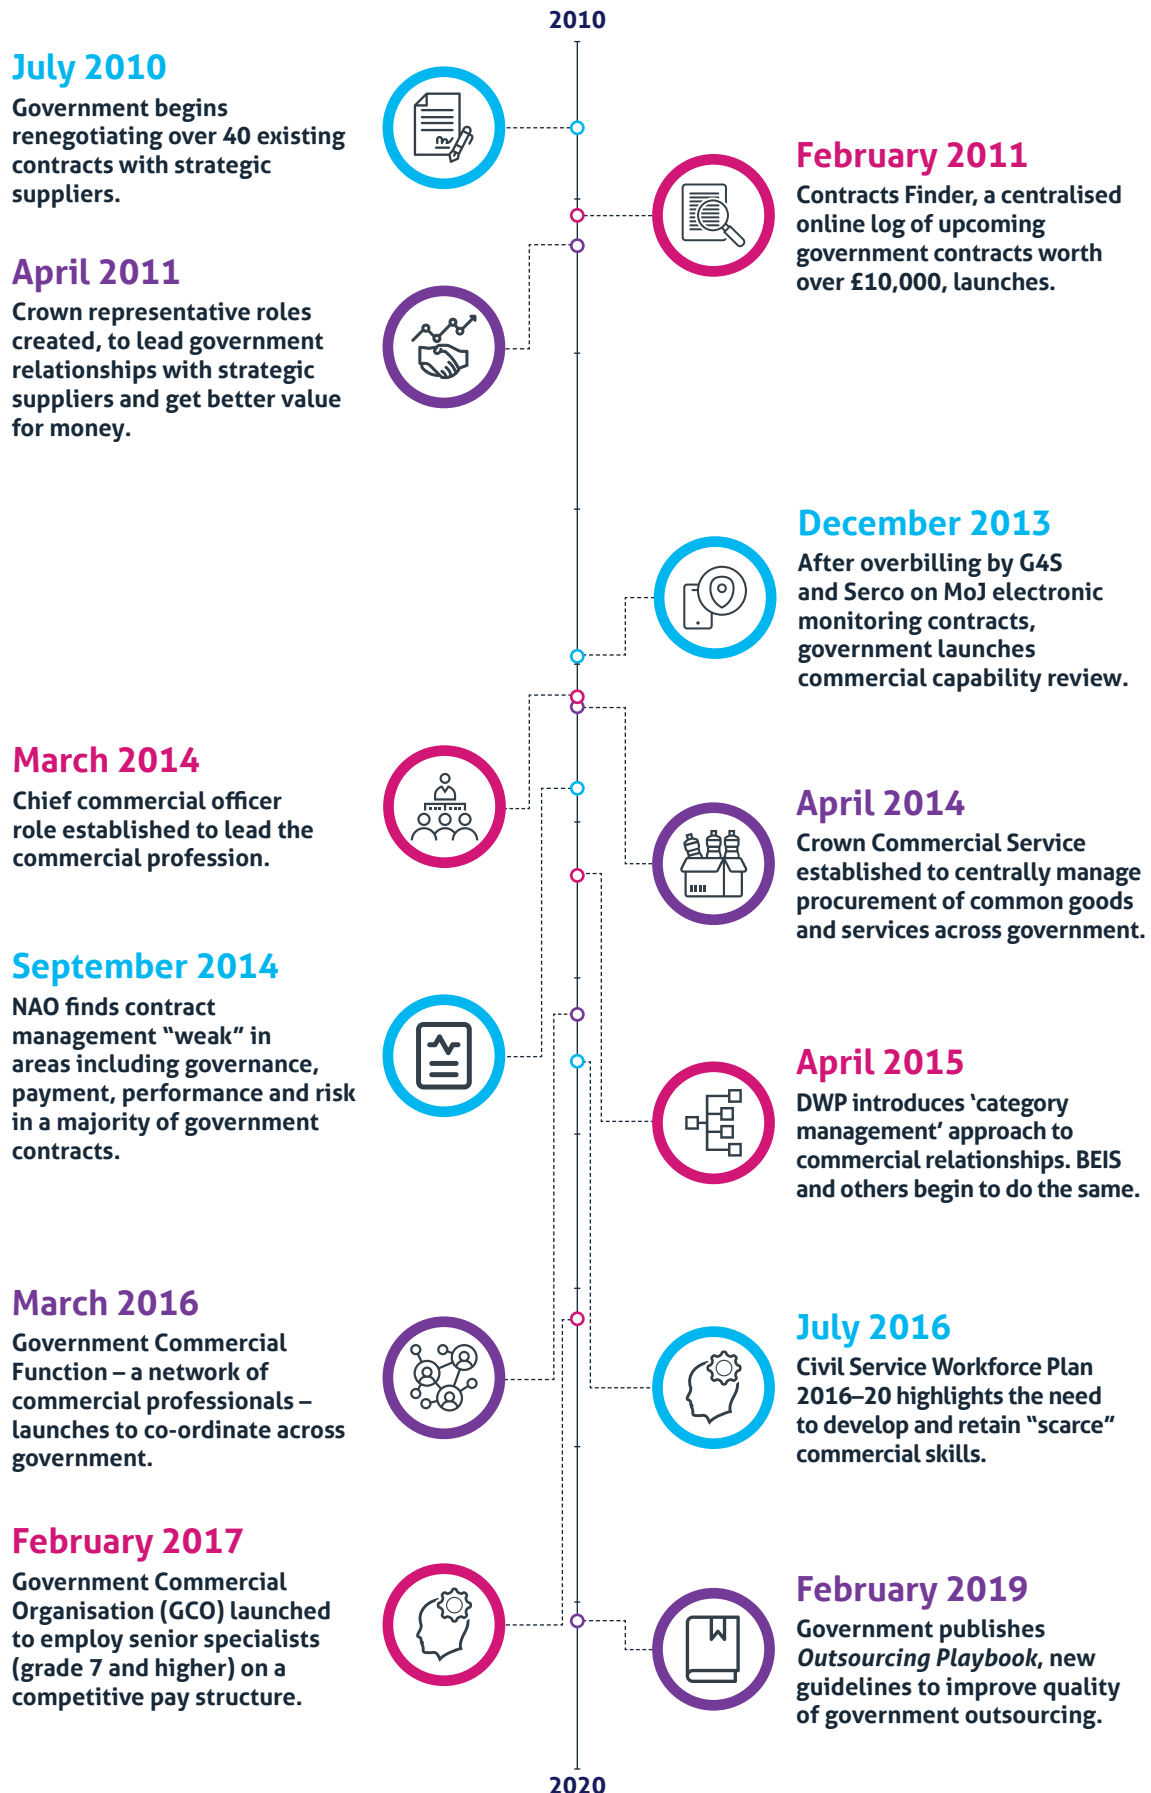 2010
July 2010
Government begins
renegotiating over 40 existing
contracts with strategic
suppliers.
February 2011
Contracts Finder, a centralised
online log of upcoming
government contracts worth
over £10,000, launches.
April 2011
Crown representative roles
created, to lead government
relationships with strategic
suppliers and get better value
for money.
December 2013
After overbilling by G4S
and Serco on MoJ electronic
monitoring contracts,
government launches
commercial capability review.
March 2014
Chief commercial officer
role established to lead the
commercial profession.
April 2014
Crown Commercial Service
established to centrally manage
procurement of common goods
and services across government.
September 2014
NAO finds contract
management “weak” in
areas including governance,
payment, performance and risk
in a majority of government
contracts.
April 2015
DWP introduces ‘category
management’ approach to
commercial relationships. BEIS
and others begin to do the same.
March 2016
Government Commercial
Function – a network of
commercial professionals –
launches to co-ordinate across
government.
July 2016
Civil Service Workforce Plan
2016–20 highlights the need
to develop and retain “scarce”
commercial skills.
February 2017
Government Commercial
Organisation (GCO) launched
to employ senior specialists
(grade 7 and higher) on a
competitive pay structure.
February 2019
Government publishes
Outsourcing Playbook, new
guidelines to improve quality
of government outsourcing.
2020